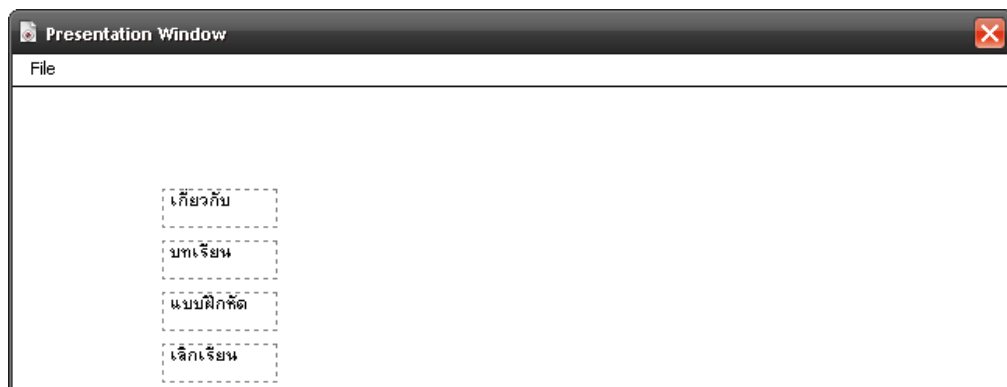 Presentation Window
File
เกี่ยวกับ
บทเรียน
แบบฝึกหัด
เลิกเรียน